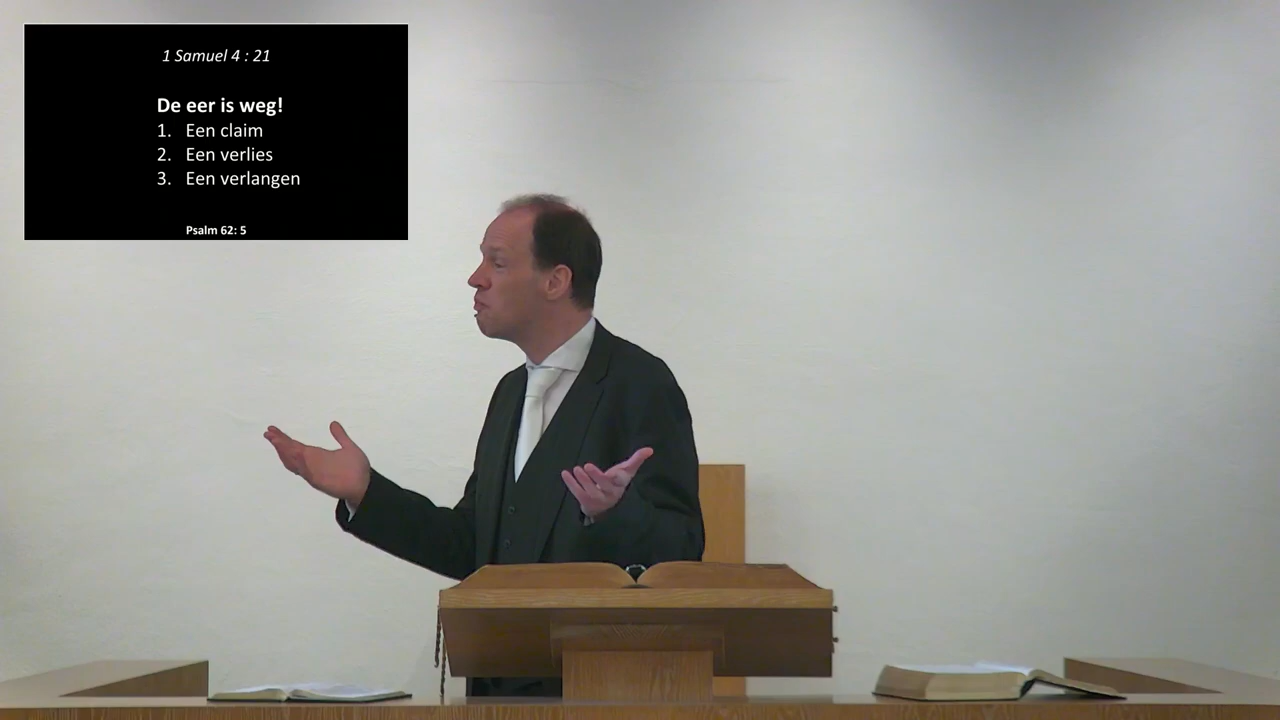 1 Samuel 4 : 21
De eer is weg!
1. Een claim
2. Een verlies
3. Een verlangen
Psalm 62: 5